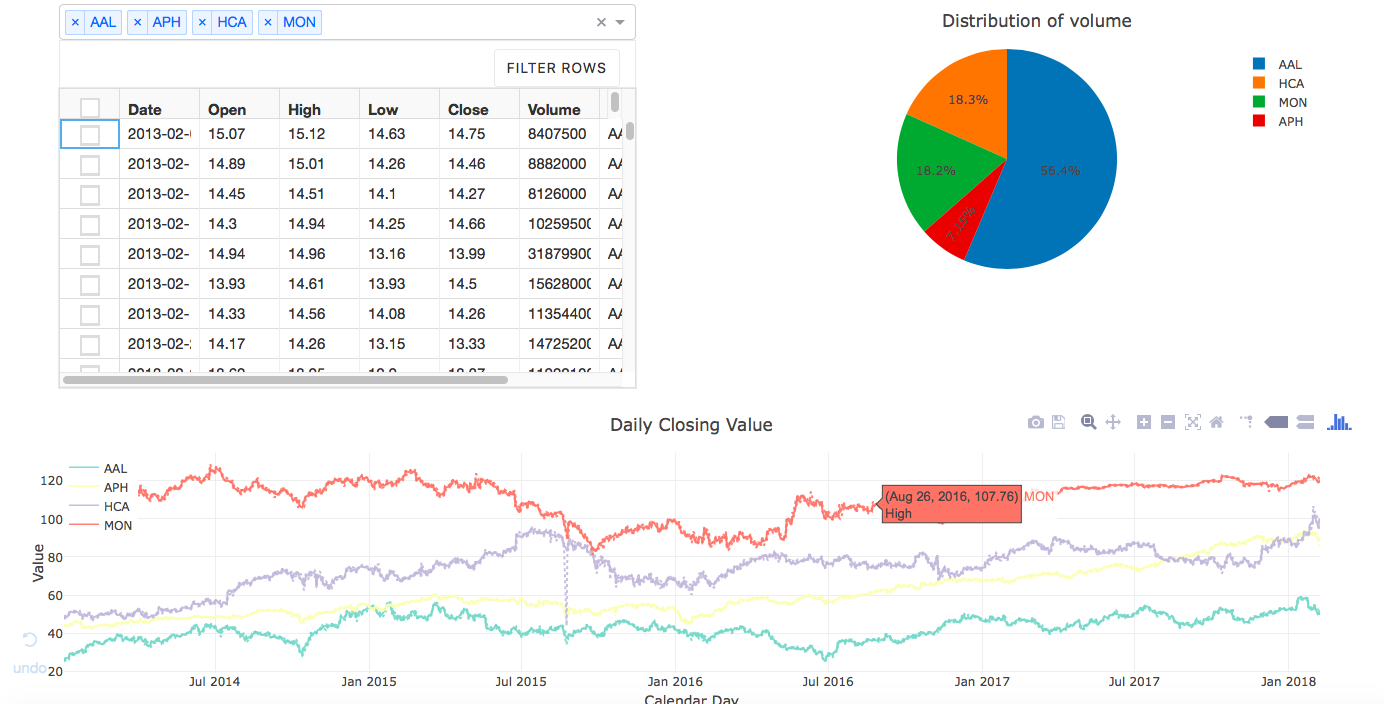 × AAL × APH × HCA × MON ×
FILTER ROWS
Date Open High Low Close Volume
2013-02- 15.07 15.12 14.63 14.75 8407500 AA
2013-02- 14.89 15.01 14.26 14.46 8882000 AA
2013-02- 14.45 14.51 14.1 14.27 8126000 AA
2013-02- 14.3 14.94 14.25 14.66 10259500 AA
2013-02- 14.94 14.96 13.16 13.99 31879900 AA
2013-02- 13.93 14.61 13.93 14.5 15628000 AA
2013-02- 14.33 14.56 14.08 14.26 11354400 AA
2013-02- 14.17 14.26 13.15 13.33 14725200 AA
Distribution of volume
18.3%
18.2%
56.4%
7.15%
AAL
HCA
MON
APH
Daily Closing Value
AAL
APH
HCA
MON
(Aug 26, 2016, 107.76) MON
High
Value
120
100
80
60
40
20
undo
Jul 2014 Jan 2015 Jul 2015 Jan 2016 Jul 2016 Jan 2017 Jul 2017 Jan 2018
Calendar Day